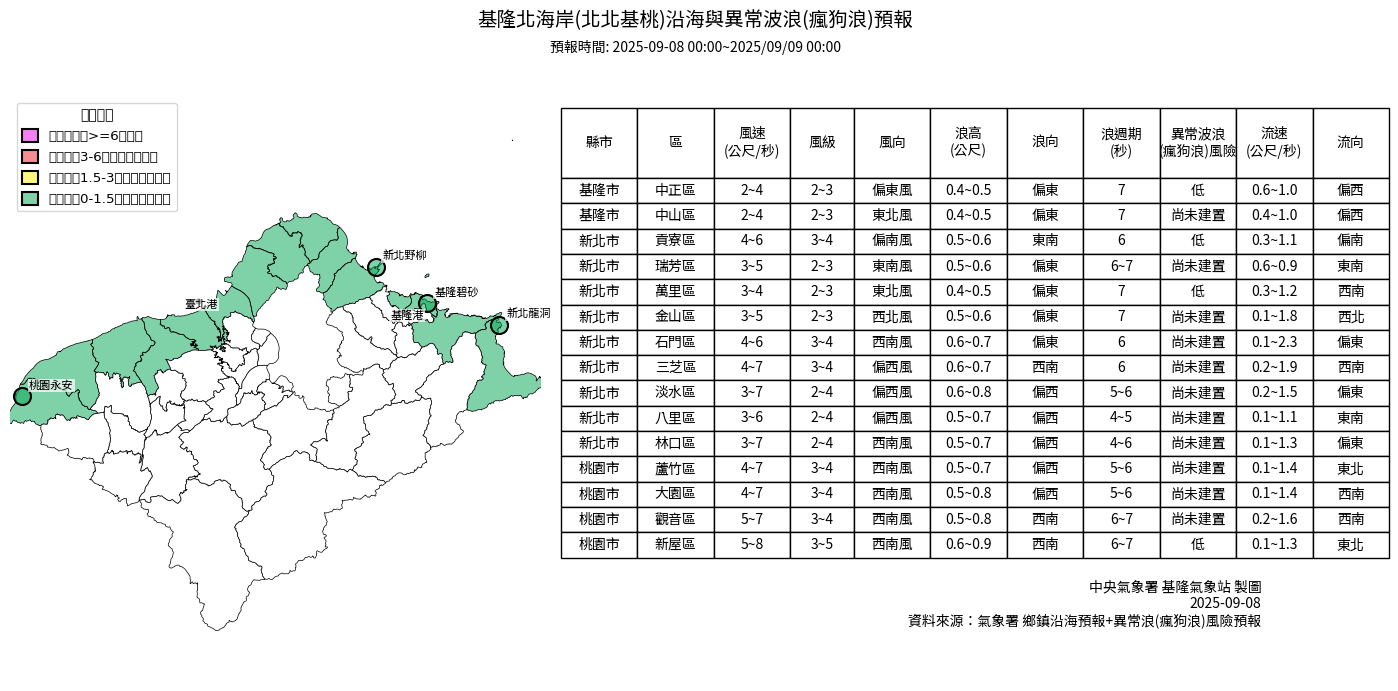 基隆北海岸(北北基桃)沿海與異常波浪(瘋狗浪)預報
預報時間: 2025-09-08 00:00~2025/09/09 00:00
>=6
3-6
1.5-3
0-1.5
新北野柳
基隆碧砂
臺北港
基隆港
新北龍洞
桃園永安
縣市 區 風速(公尺/秒) 風級 風向 浪高(公尺) 浪向 浪週期(秒) 異常波浪(瘋狗浪)風險 流速(公尺/秒) 流向
基隆市 中正區 2~4 2~3 偏東風 0.4~0.5 偏東 7 低 0.6~1.0 偏西
基隆市 中山區 2~4 2~3 東北風 0.4~0.5 偏東 7 尚未建置 0.4~1.0 偏西
新北市 貢寮區 4~6 3~4 偏南風 0.5~0.6 東南 6 低 0.3~1.1 偏南
新北市 瑞芳區 3~5 2~3 東南風 0.5~0.6 偏東 6~7 尚未建置 0.6~0.9 東南
新北市 萬里區 3~4 2~3 東北風 0.4~0.5 偏東 7 低 0.3~1.2 西南
新北市 金山區 3~5 2~3 西北風 0.5~0.6 偏東 7 尚未建置 0.1~1.8 西北
新北市 石門區 4~6 3~4 西南風 0.6~0.7 偏東 6 尚未建置 0.1~2.3 偏東
新北市 三芝區 4~7 3~4 偏西風 0.6~0.7 西南 6 尚未建置 0.2~1.9 西南
新北市 淡水區 3~7 2~4 偏西風 0.6~0.8 偏西 5~6 尚未建置 0.2~1.5 偏東
新北市 八里區 3~6 2~4 偏西風 0.5~0.7 偏西 4~5 尚未建置 0.1~1.1 東南
新北市 林口區 3~7 2~4 西南風 0.5~0.7 偏西 4~6 尚未建置 0.1~1.3 偏東
桃園市 蘆竹區 4~7 3~4 西南風 0.5~0.7 偏西 5~6 尚未建置 0.1~1.4 東北
桃園市 大園區 4~7 3~4 西南風 0.5~0.8 偏西 5~6 尚未建置 0.1~1.4 西南
桃園市 觀音區 5~7 3~4 西南風 0.5~0.8 西南 6~7 尚未建置 0.2~1.6 西南
桃園市 新屋區 5~8 3~5 西南風 0.6~0.9 西南 6~7 低 0.1~1.3 東北
中央氣象署 基隆氣象站 製圖
2025-09-08
資料來源：氣象署 鄉鎮沿海預報+異常浪(瘋狗浪)風險預報